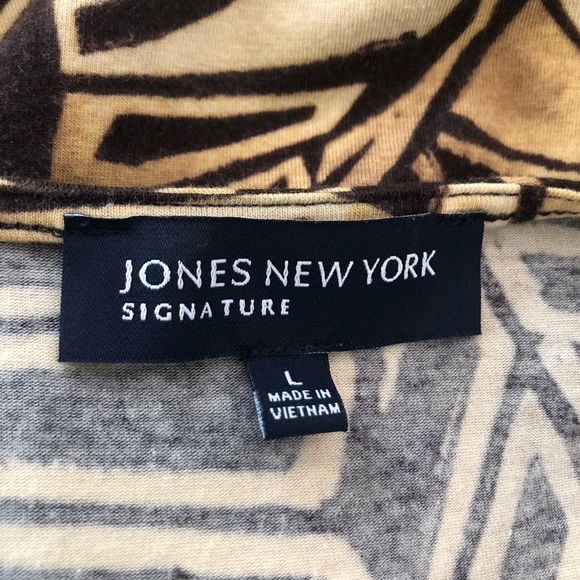 JONES NEW YORK
SIGNATURE
L
MADE IN
VIETNAM